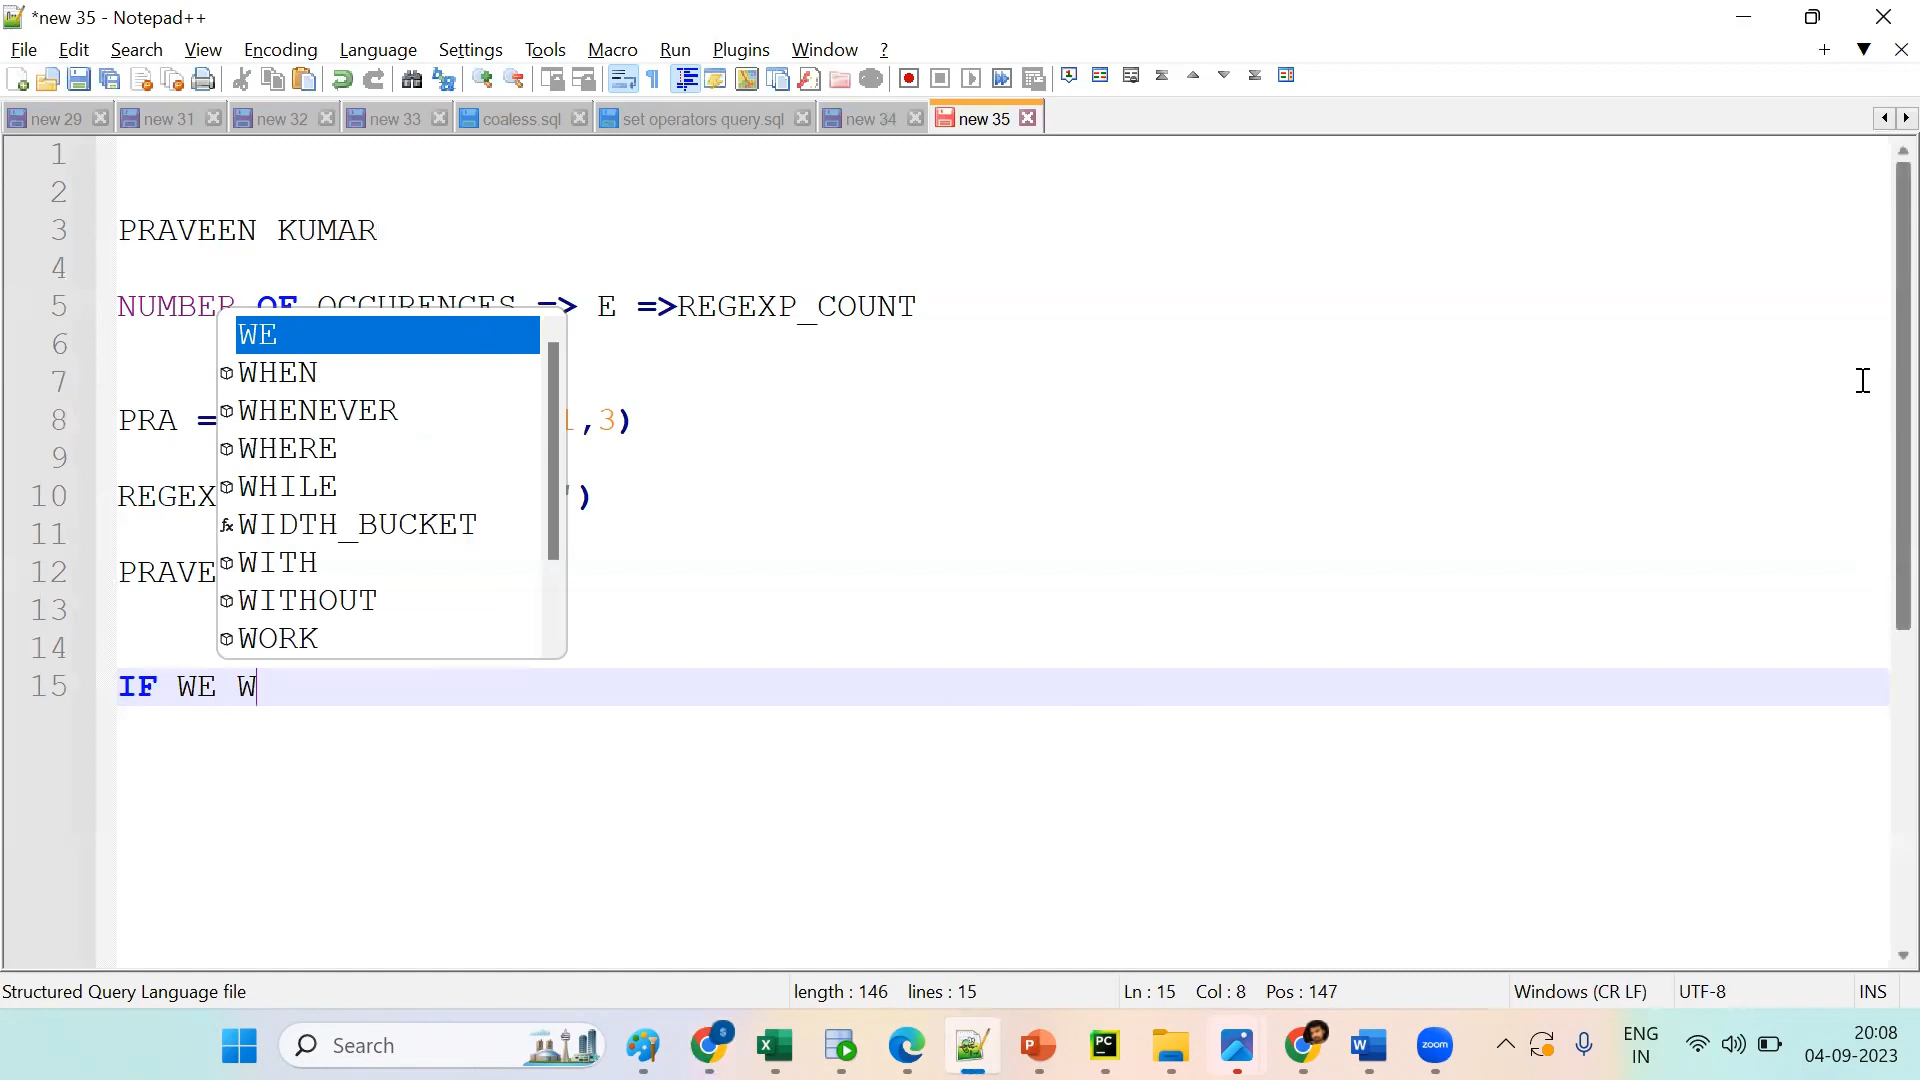 *new 35 - Notepad++
File Edit Search View Encoding Language Settings Tools Macro Run Plugins Window ?
new 29 new 31 new 32 new 33 coaless.sql set operators query.sql new 34 new 35
1
2
3 PRAVEEN KUMAR
4
5 NUMBER OF OCCURENCES => E =>REGEXP_COUNT
6
7
8 PRA = 1,3)
9
10 REGEX ')
11
12 PRAVE
13
14
15 IF WE W
WE
WHEN
WHENEVER
WHERE
WHILE
WIDTH_BUCKET
WITH
WITHOUT
WORK
Structured Query Language file length : 146 lines : 15 Ln : 15 Col : 8 Pos : 147 Windows (CR LF) UTF-8 INS
Search
zoom
ENG
IN
20:08
04-09-2023